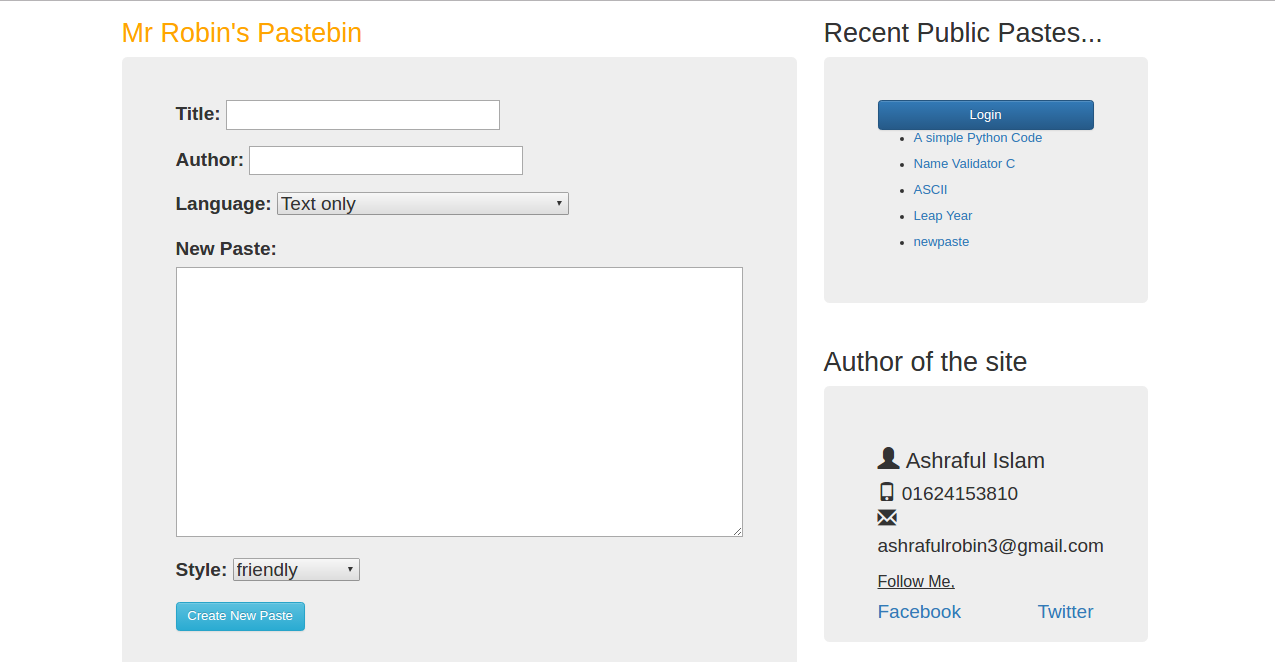 Mr Robin's Pastebin
Title:
Author:
Language: Text only
New Paste:
Style: friendly
Create New Paste
Recent Public Pastes...
Login
A simple Python Code
Name Validator C
ASCII
Leap Year
newpaste
Author of the site
Ashraful Islam
01624153810
ashrafulrobin3@gmail.com
Follow Me,
Facebook Twitter